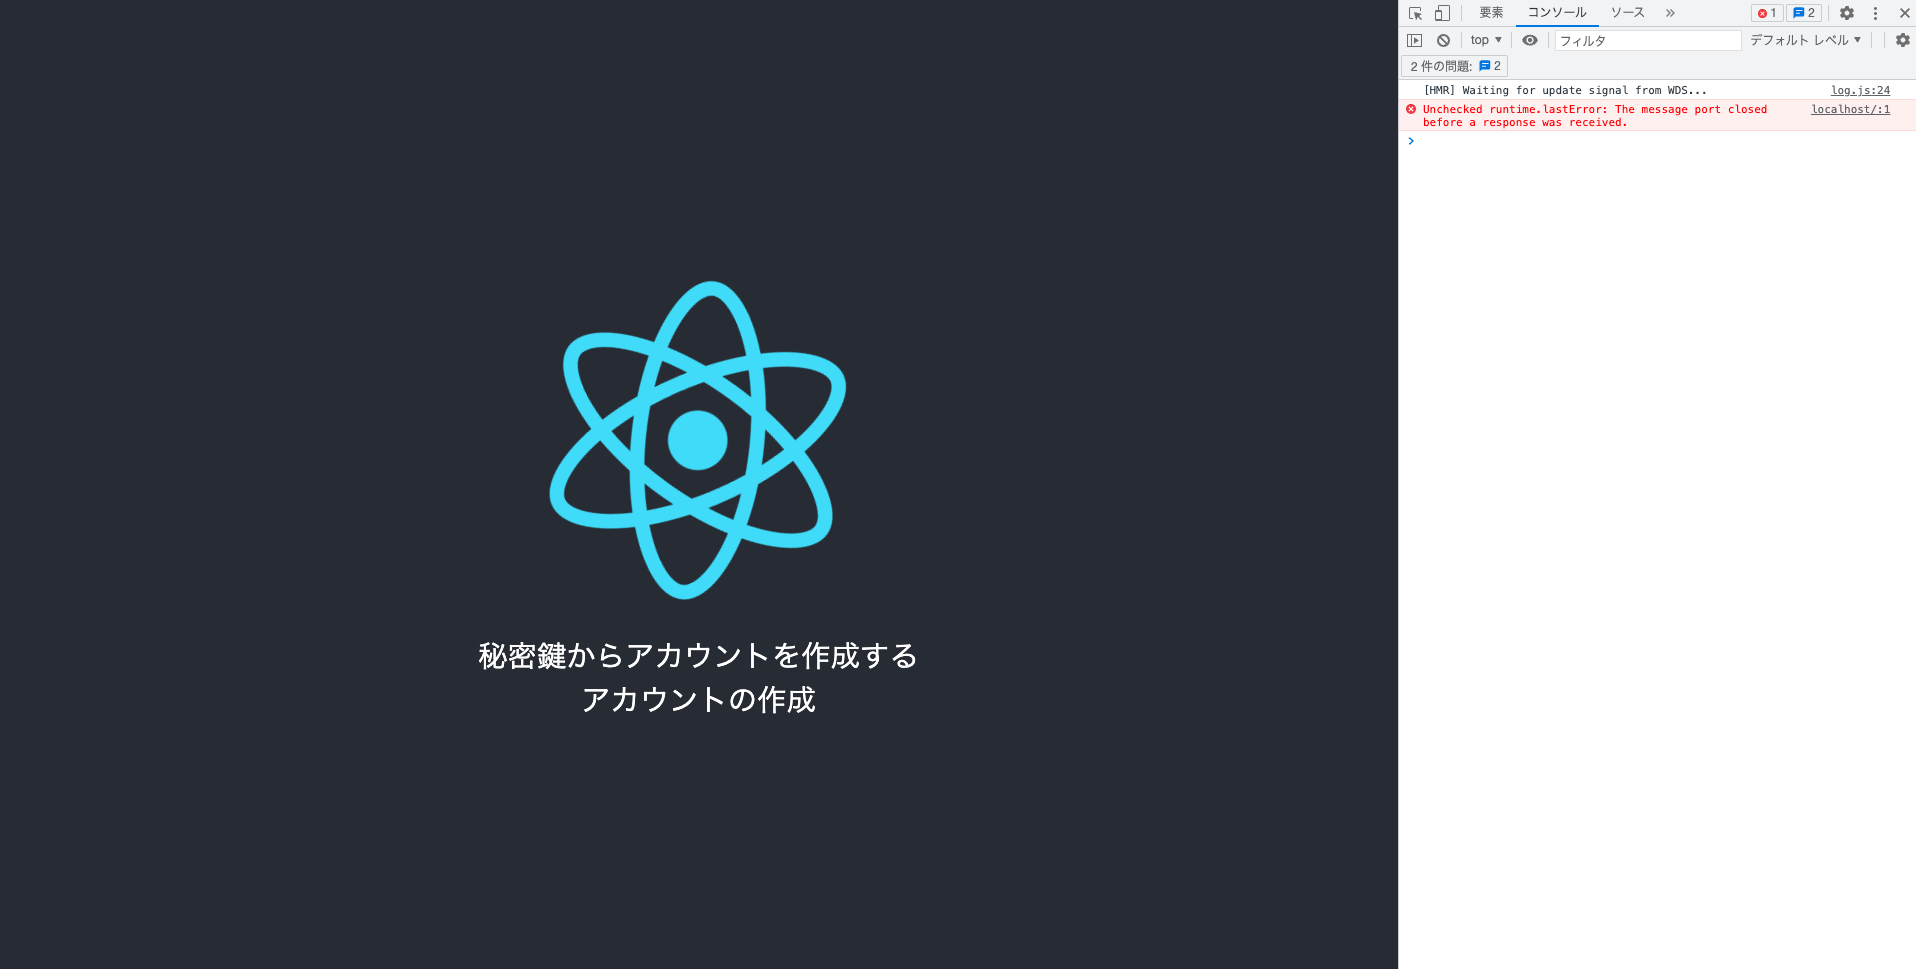 秘密鍵からアカウントを作成する
アカウントの作成
要素 コンソール ソース » 1 2
top ▼ フィルタ デフォルト レベル ▼
2 件の問題: 2
[HMR] Waiting for update signal from WDS... log.js:24
Unchecked runtime.lastError: The message port closed localhost/:1
before a response was received.